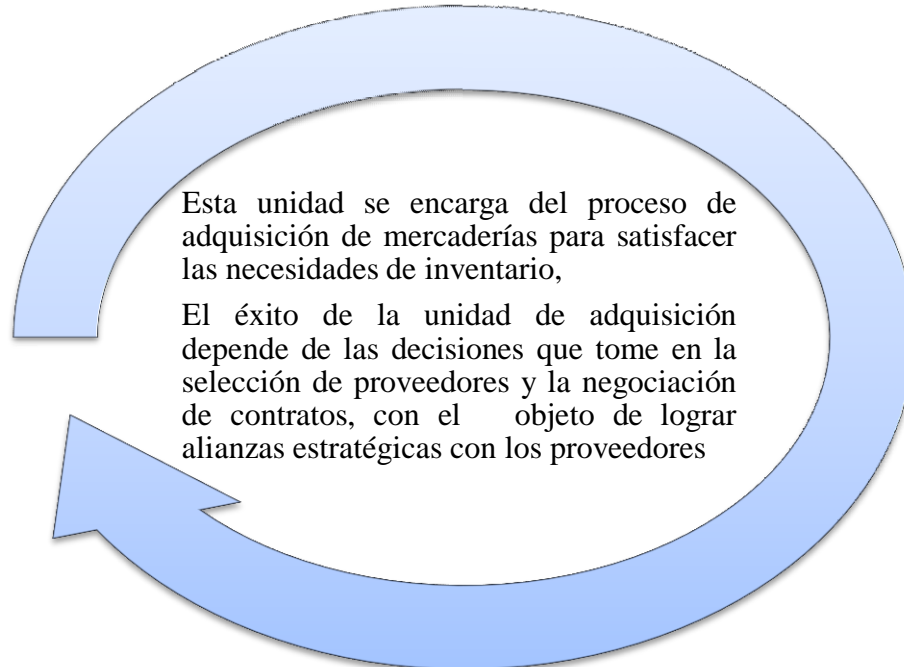 Esta unidad se encarga del proceso de
adquisición de mercaderías para satisfacer
las necesidades de inventario,
El éxito de la unidad de adquisición
depende de las decisiones que tome en la
selección de proveedores y la negociación
de contratos, con el objeto de lograr
alianzas estratégicas con los proveedores